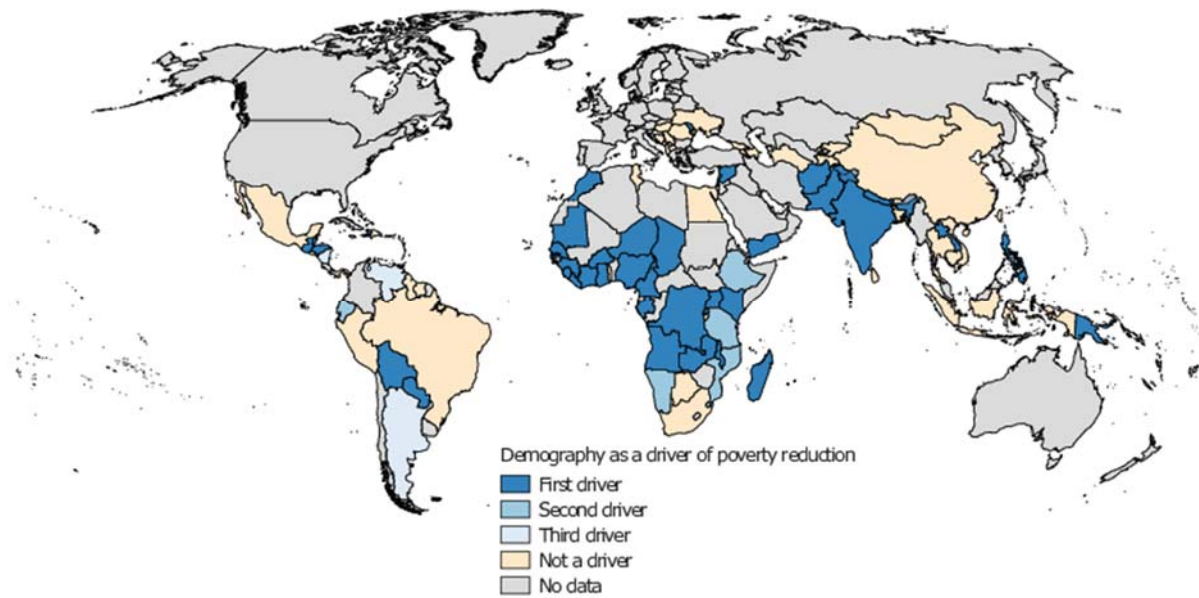 Demography as a driver of poverty reduction
First driver
Second driver
Third driver
Not a driver
No data